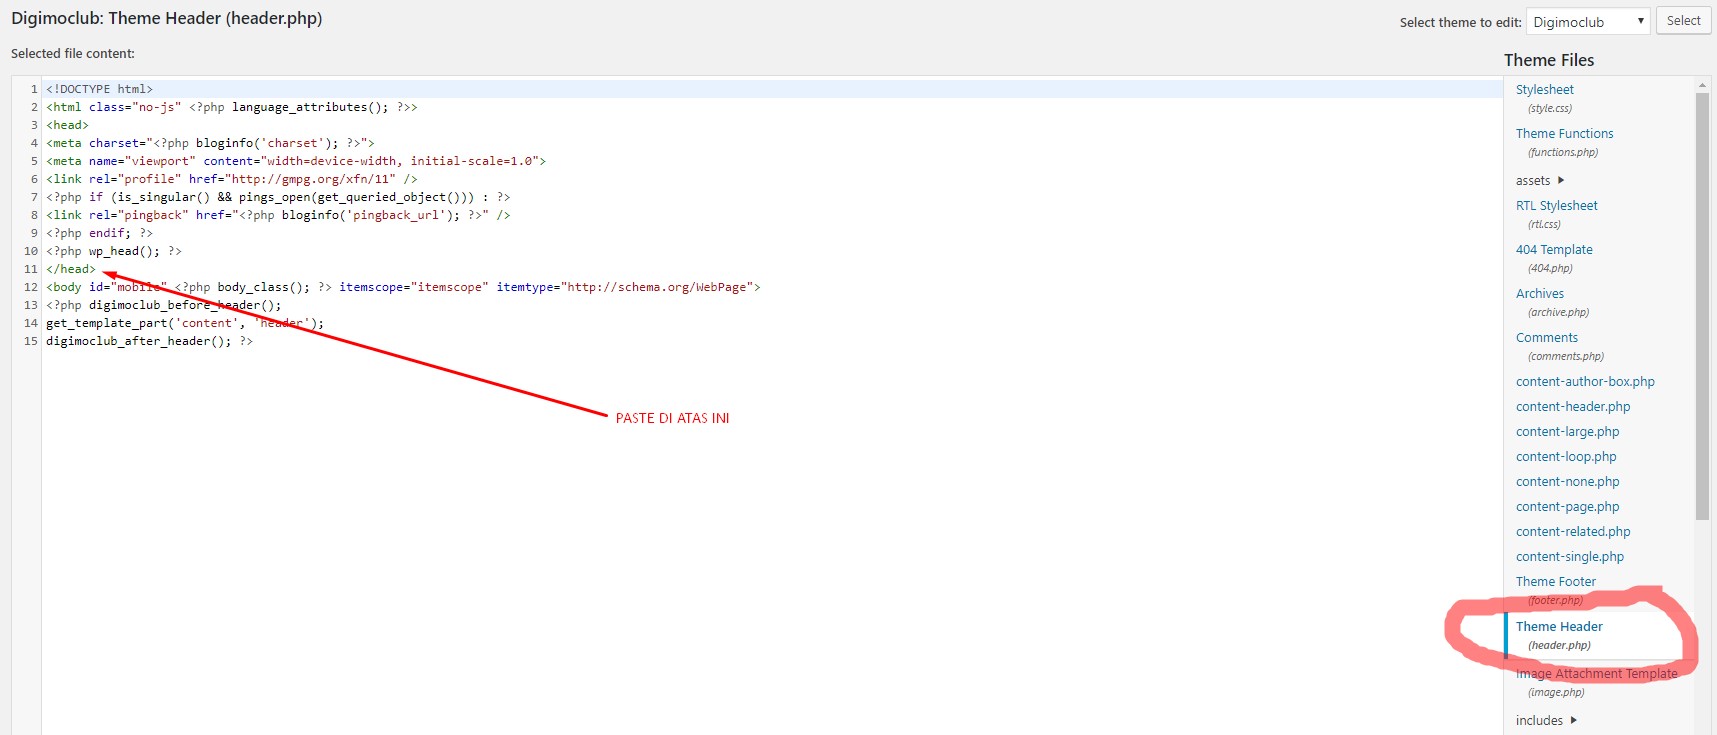 Digimoclub: Theme Header (header.php)
Select theme to edit: Digimoclub Select
Selected file content:
Theme Files
1 <!DOCTYPE html>
2 <html class="no-js" <?php language_attributes(); ?>>
3 <head>
4 <meta charset="<?php bloginfo('charset'); ?>">
5 <meta name="viewport" content="width=device-width, initial-scale=1.0">
6 <link rel="profile" href="http://gmpg.org/xfn/11" />
7 <?php if (is_singular() && pings_open(get_queried_object())) : ?>
8 <link rel="pingback" href="<?php bloginfo('pingback_url'); ?>" />
9 <?php endif; ?>
10 <?php wp_head(); ?>
11 </head>
12 <body id="mobile" <?php body_class(); ?> itemscope="itemscope" itemtype="http://schema.org/WebPage">
13 <?php digimoclub_before_header();
14 get_template_part('content', 'header');
15 digimoclub_after_header(); ?>
PASTE DI ATAS INI
Stylesheet
(style.css)
Theme Functions
(functions.php)
assets
RTL Stylesheet
(rtl.css)
404 Template
(404.php)
Archives
(archive.php)
Comments
(comments.php)
content-author-box.php
content-header.php
content-large.php
content-loop.php
content-none.php
content-page.php
content-related.php
content-single.php
Theme Footer
(footer.php)
Theme Header
(header.php)
Image Attachment Template
(image.php)
includes